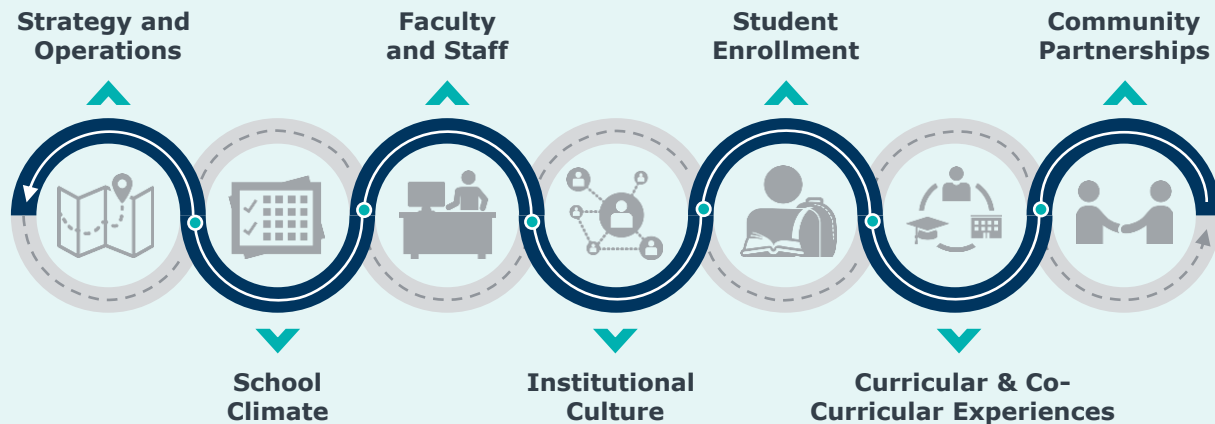 Strategy and
Operations
Faculty
and Staff
Student
Enrollment
Community
Partnerships
School
Climate
Institutional
Culture
Curricular & Co-
Curricular Experiences